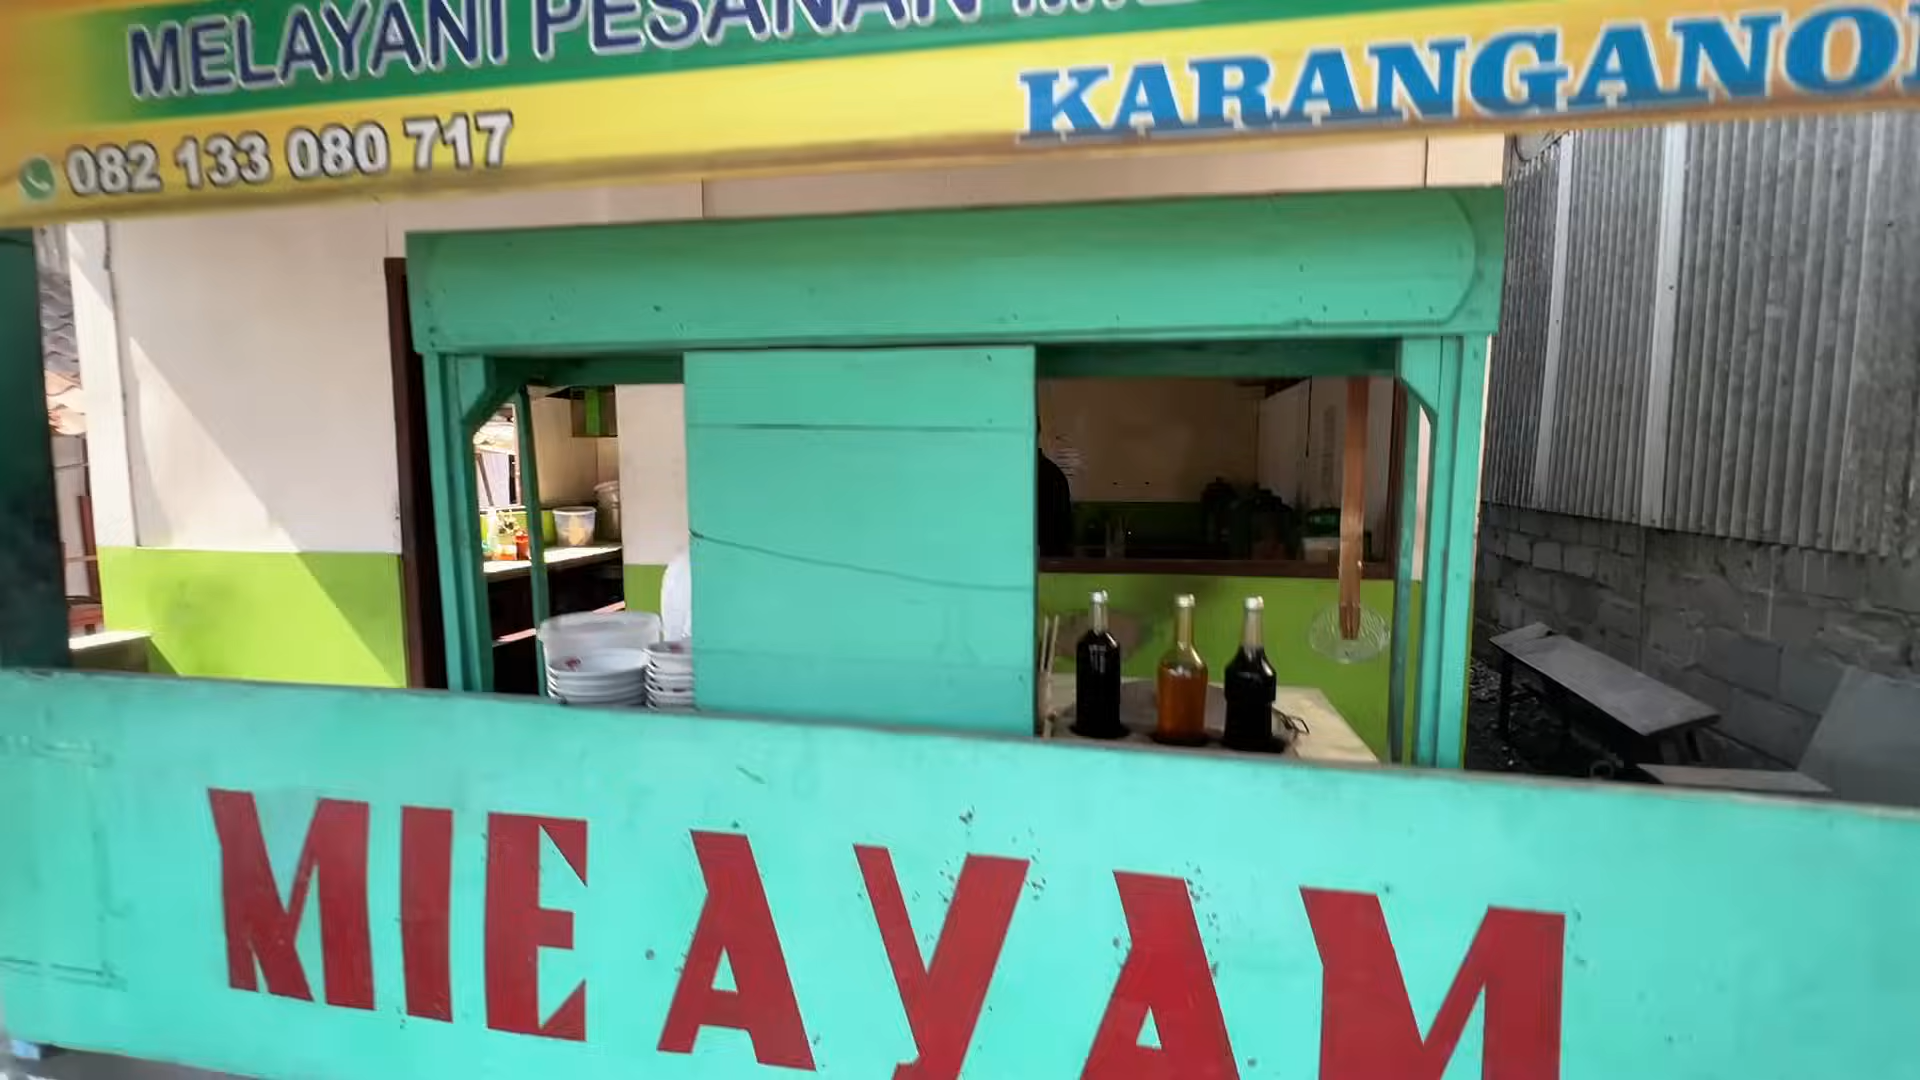 MELAYANI PESANAN
KARANGANO
082 133 080 717
MIE AYAM